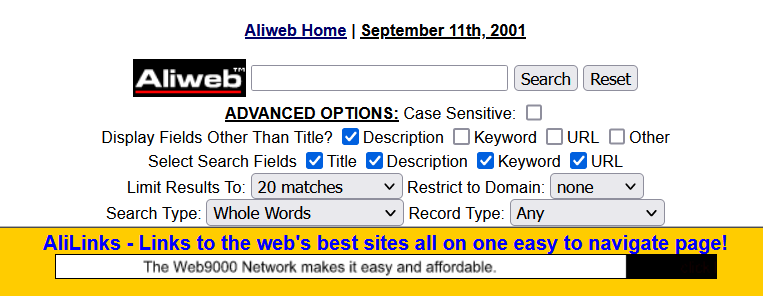 Aliweb Home | September 11th, 2001
Aliweb™ Search Reset
ADVANCED OPTIONS: Case Sensitive:
Display Fields Other Than Title? Description Keyword URL Other
Select Search Fields Title Description Keyword URL
Limit Results To: 20 matches Restrict to Domain: none
Search Type: Whole Words Record Type: Any
AliLinks - Links to the web's best sites all on one easy to navigate page!
The Web9000 Network makes it easy and affordable.